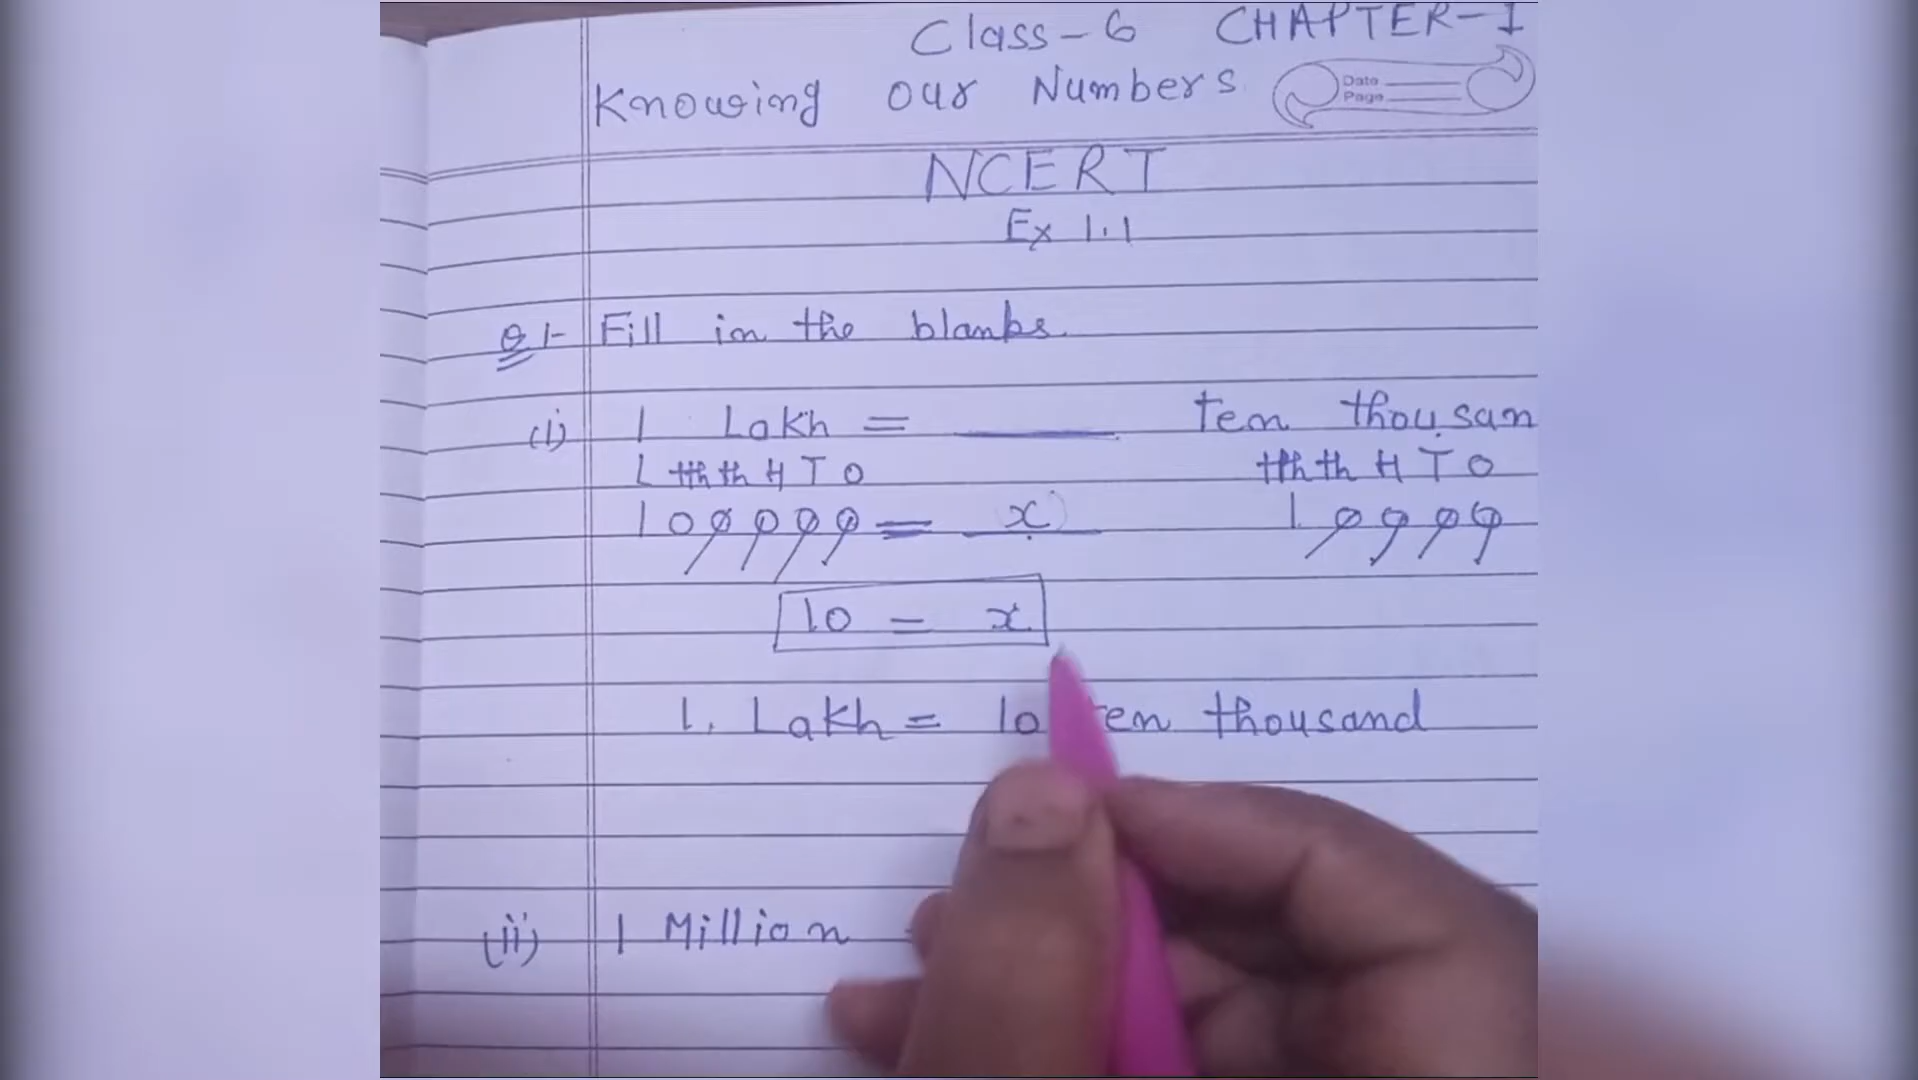 Class-6 CHAPTER-I
Knowing our Numbers
Date
Page
NCERT
Ex 1.1
Q1- Fill in the blanks.
(i) 1 Lakh = ____ Ten thousan
L tth th H T O tth th H T O
100000 = x 10000
10 = x
1. Lakh = 10 ten thousand
(ii) 1 Million